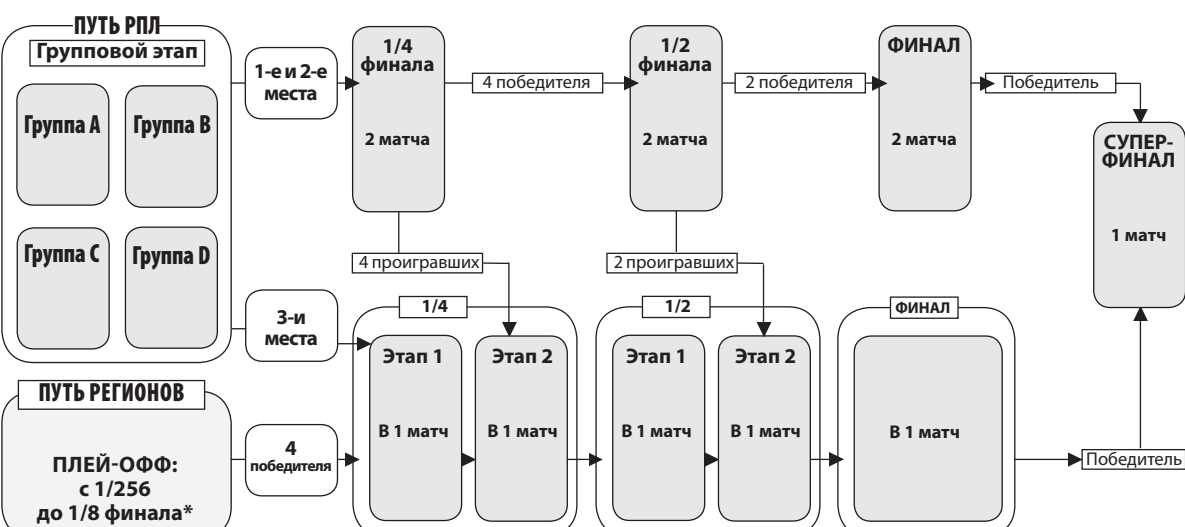 ПУТЬ РПЛ
Групповой этап
Группа A
Группа B
Группа C
Группа D
1-е и 2-е
места
1/4
финала
2 матча
4 победителя
1/2
финала
2 матча
2 победителя
ФИНАЛ
2 матча
Победитель
СУПЕР-
ФИНАЛ
1 матч
4 проигравших
2 проигравших
3-и
места
1/4
Этап 1
В 1 матч
Этап 2
В 1 матч
1/2
Этап 1
В 1 матч
Этап 2
В 1 матч
ФИНАЛ
В 1 матч
Победитель
ПУТЬ РЕГИОНОВ
ПЛЕЙ-ОФФ:
с 1/256
до 1/8 финала*
4
победителя